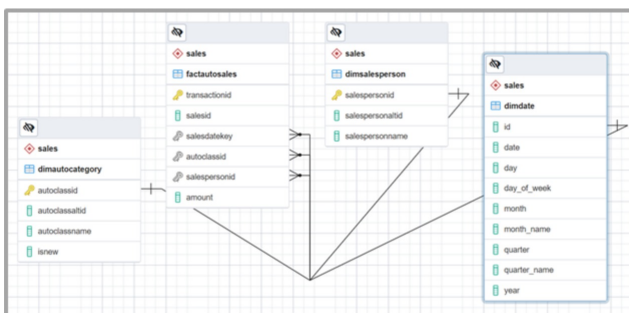 sales
dimautocategory
autoclassid
autoclassaltid
autoclassname
isnew
sales
factautosales
transactionid
salesid
salesdatekey
autoclassid
salespersonid
amount
sales
dimsalesperson
salespersonid
salespersonaltid
salespersonname
sales
dimdate
id
date
day
day_of_week
month
month_name
quarter
quarter_name
year